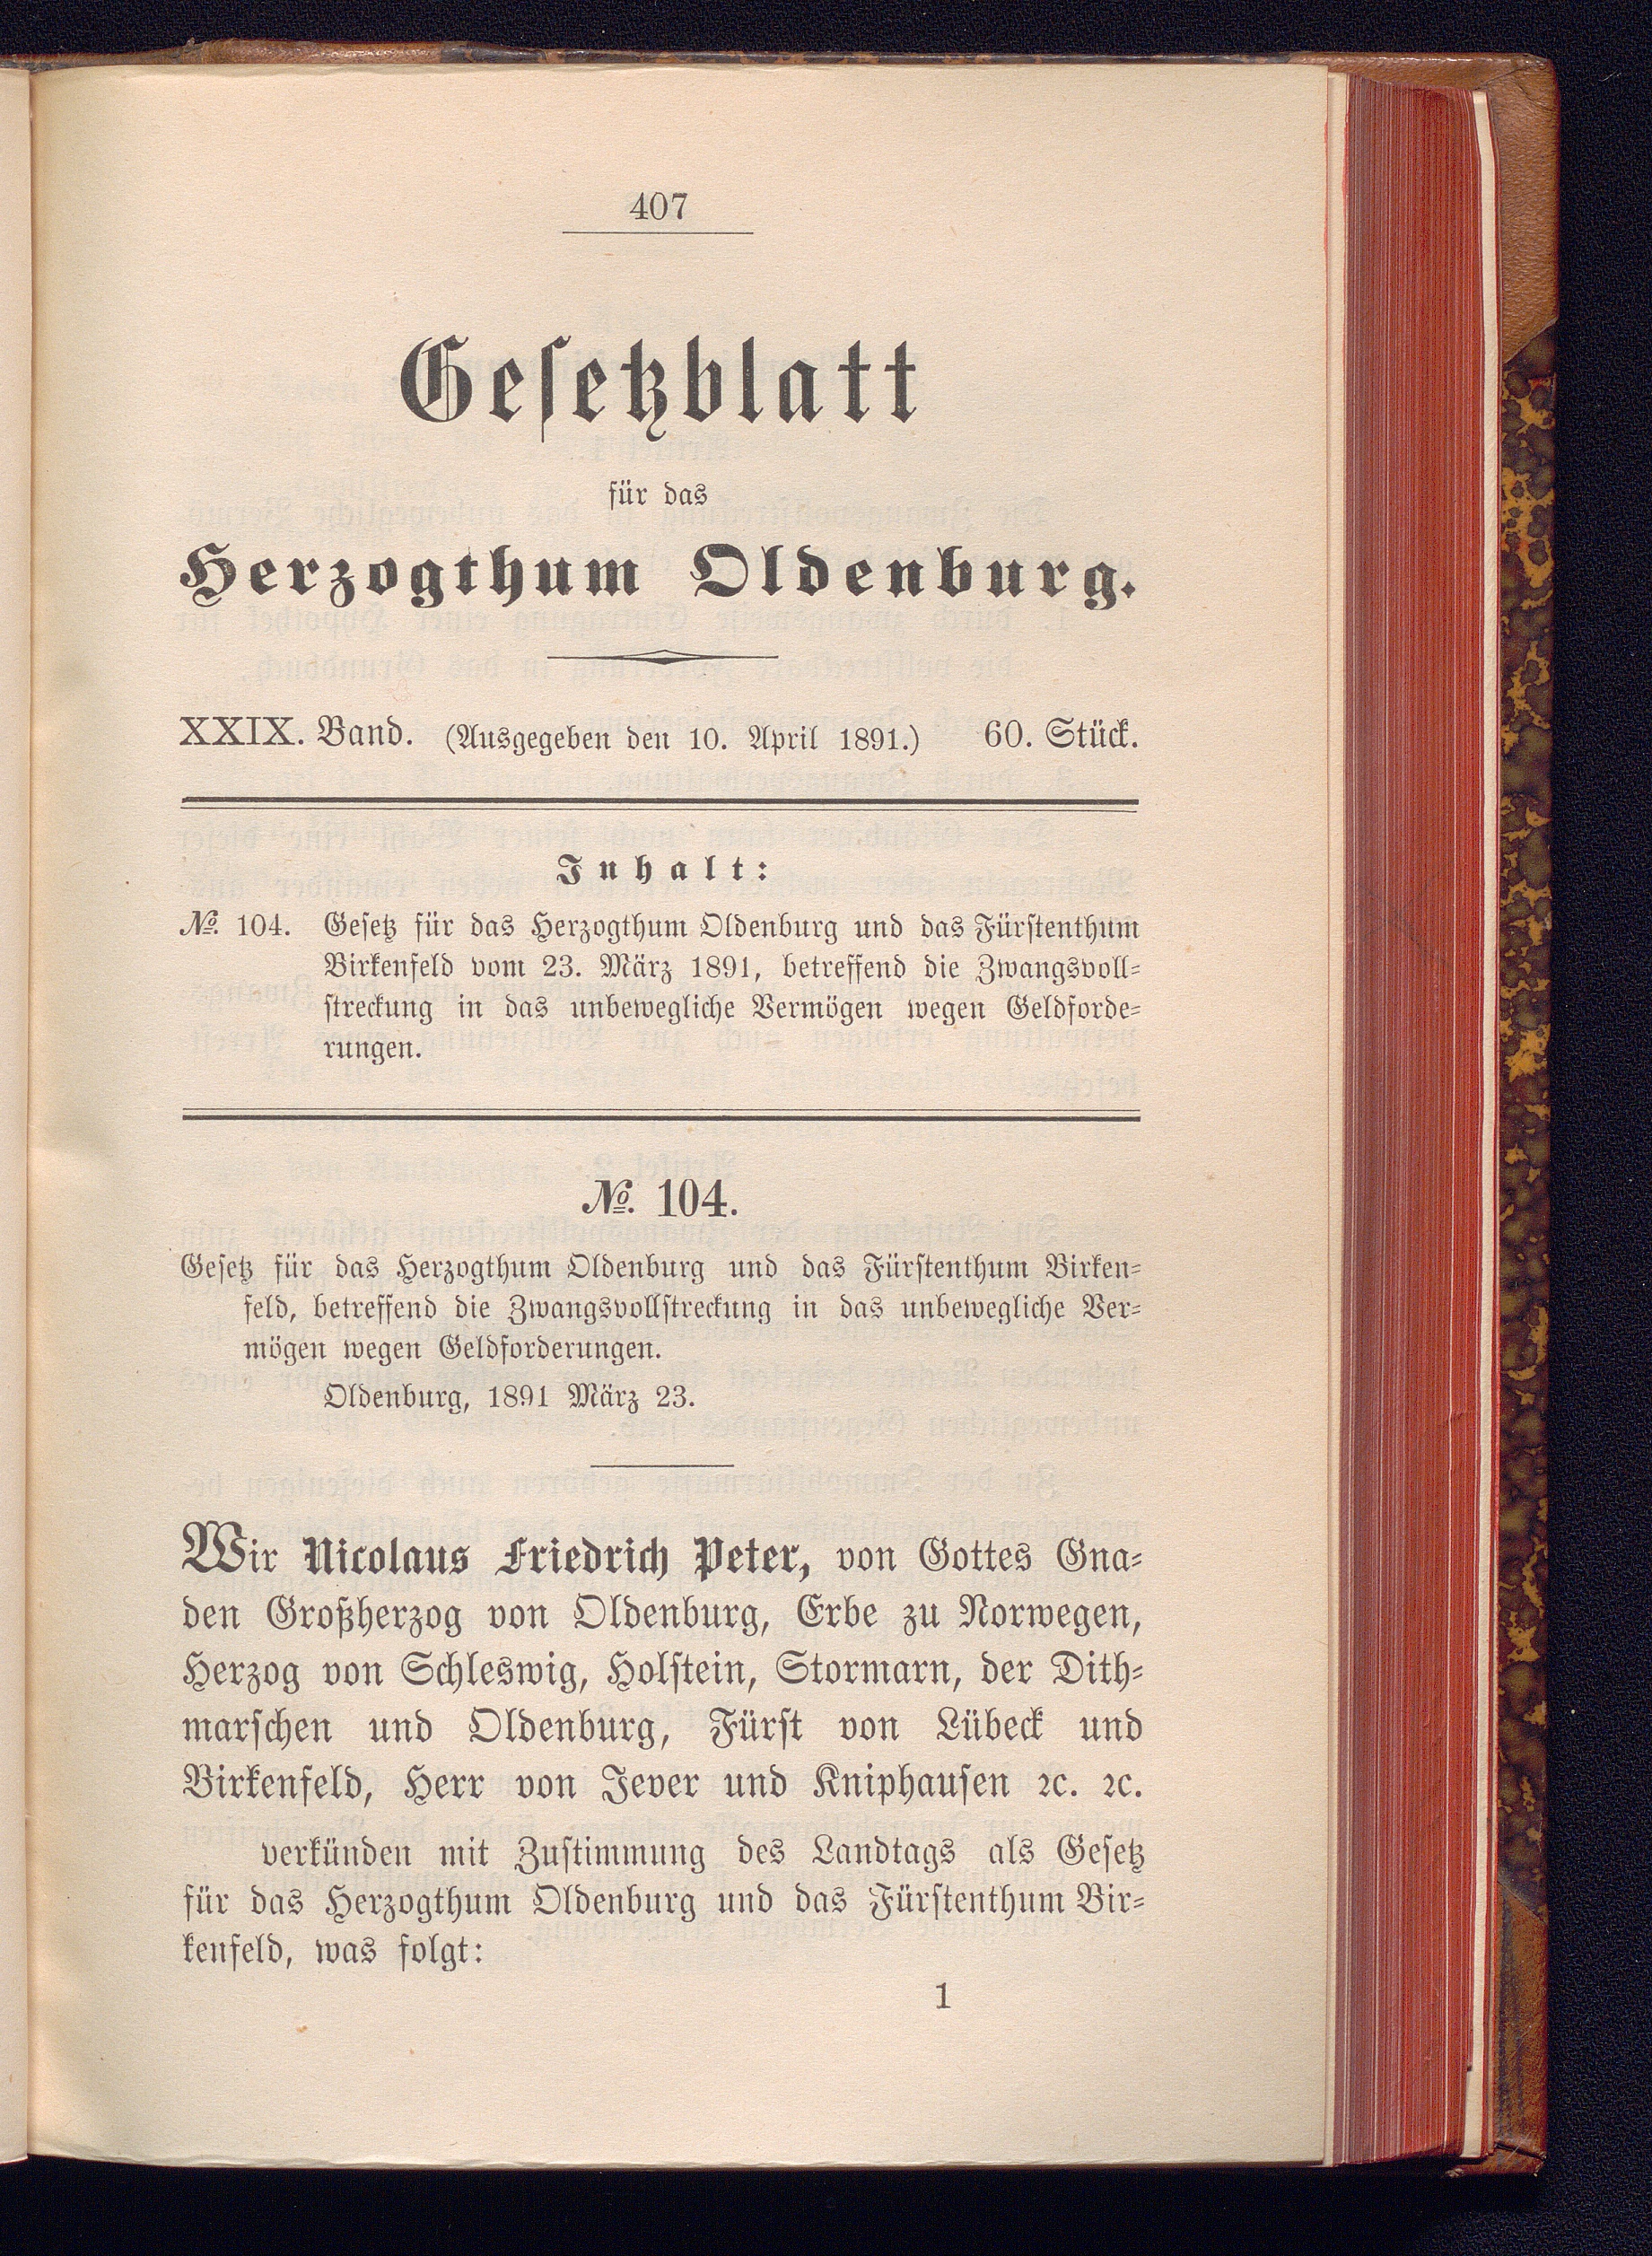 407
Gesetzblatt
für das
Herzogthum Oldenburg.
XXIX. Band. (Ausgegeben den 10. April 1891.) 60. Stück.
Inhalt:
№. 104. Gesetz für das Herzogthum Oldenburg und das Fürstenthum
Birkenfeld vom 23. März 1891, betreffend die Zwangsvoll-
streckung in das unbewegliche Vermögen wegen Geldforde-
rungen.
№. 104.
Gesetz für das Herzogthum Oldenburg und das Fürstenthum Birken-
feld, betreffend die Zwangsvollstreckung in das unbewegliche Ver-
mögen wegen Geldforderungen.
Oldenburg, 1891 März 23.
Wir Nicolaus Friedrich Peter, von Gottes Gna-
den Großherzog von Oldenburg, Erbe zu Norwegen,
Herzog von Schleswig, Holstein, Stormarn, der Dith-
marschen und Oldenburg, Fürst von Lübeck und
Birkenfeld, Herr von Jever und Kniphausen ꝛc. ꝛc.
verkünden mit Zustimmung des Landtags als Gesetz
für das Herzogthum Oldenburg und das Fürstenthum Bir-
kenfeld, was folgt:
1